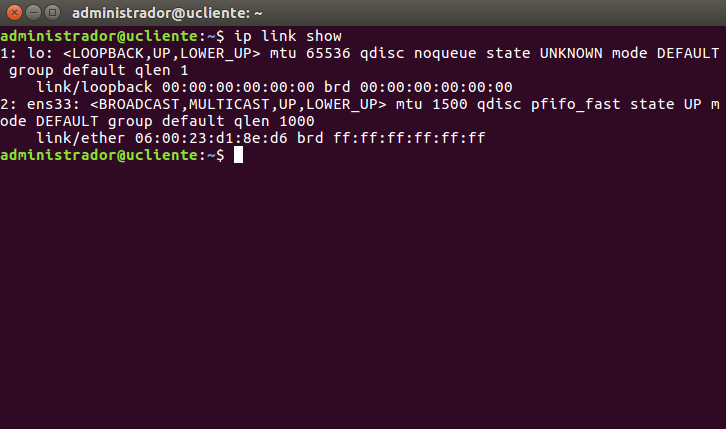 administrador@ucliente: ~
administrador@ucliente:~$ ip link show
1: lo: <LOOPBACK,UP,LOWER_UP> mtu 65536 qdisc noqueue state UNKNOWN mode DEFAULT
 group default qlen 1
    link/loopback 00:00:00:00:00:00 brd 00:00:00:00:00:00
2: ens33: <BROADCAST,MULTICAST,UP,LOWER_UP> mtu 1500 qdisc pfifo_fast state UP m
ode DEFAULT group default qlen 1000
    link/ether 06:00:23:d1:8e:d6 brd ff:ff:ff:ff:ff:ff
administrador@ucliente:~$